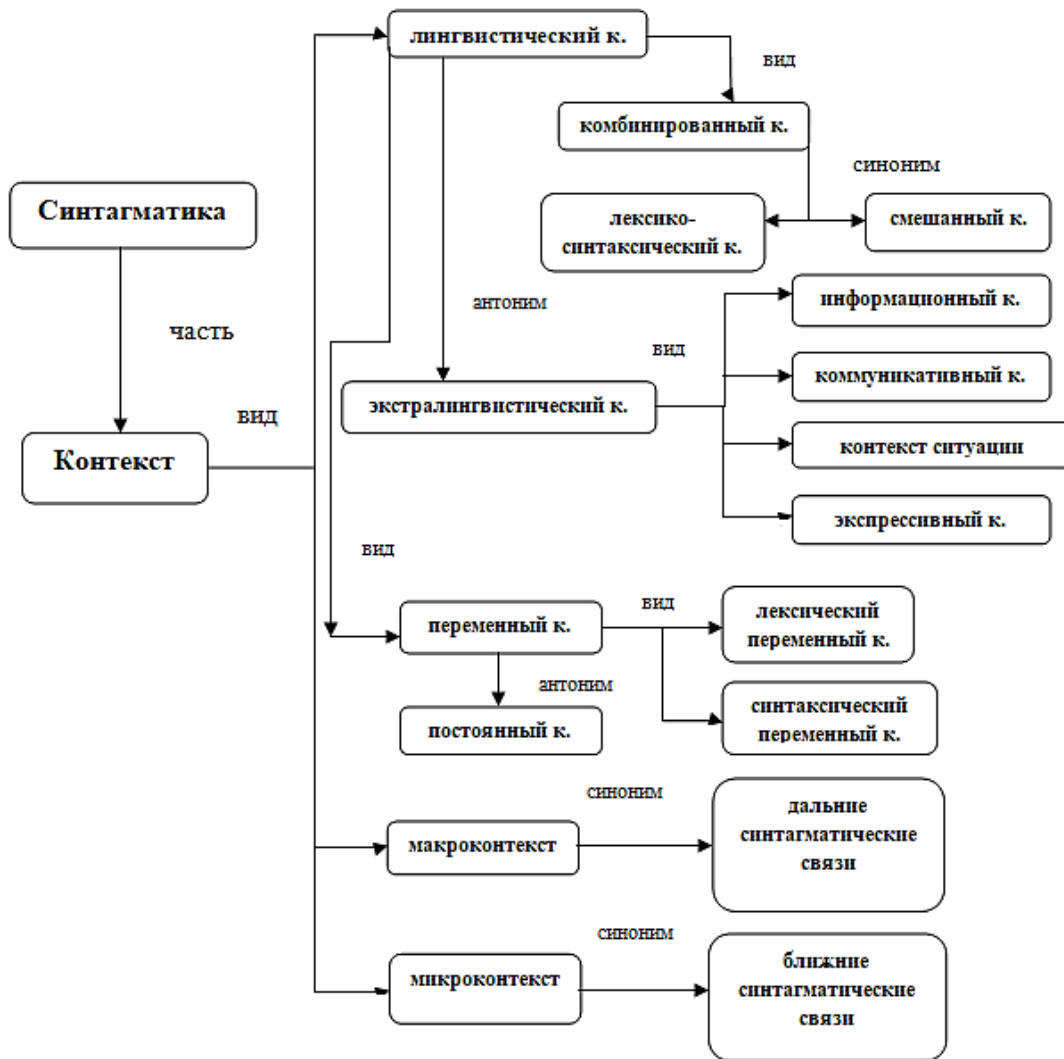 лингвистический к.
вид
комбинированный к.
синоним
Синтагматика
лексико-
синтаксический к.
смешанный к.
антоним
информационный к.
часть
вид
коммуникативный к.
экстралингвистический к.
вид
Контекст
контекст ситуации
экспрессивный к.
вид
переменный к.
вид
лексический
переменный к.
антоним
постоянный к.
синтаксический
переменный к.
синоним
макроконтекст
дальние
синтагматические
связи
синоним
микроконтекст
ближние
синтагматические
связи